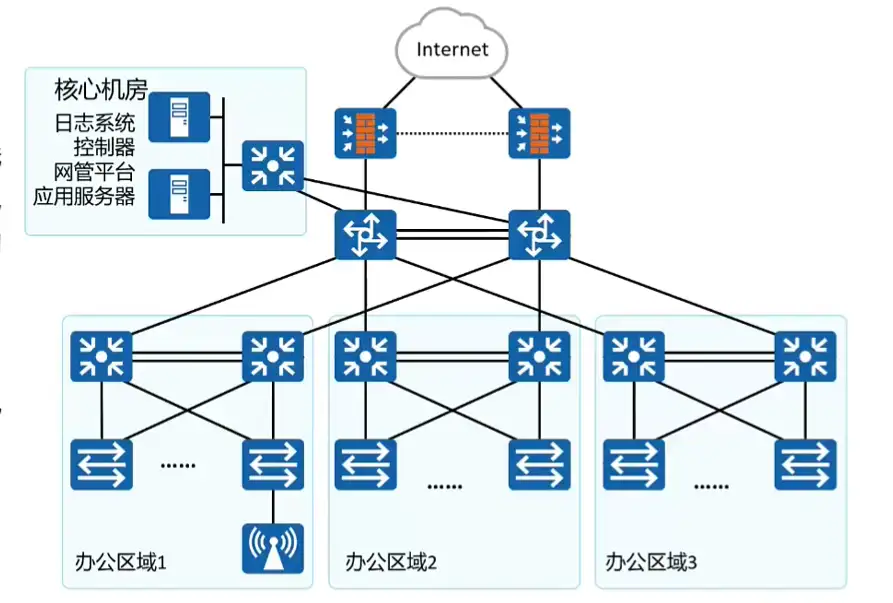 Internet
核心机房
日志系统
控制器
网管平台
应用服务器
......
......
......
办公区域1
办公区域2
办公区域3